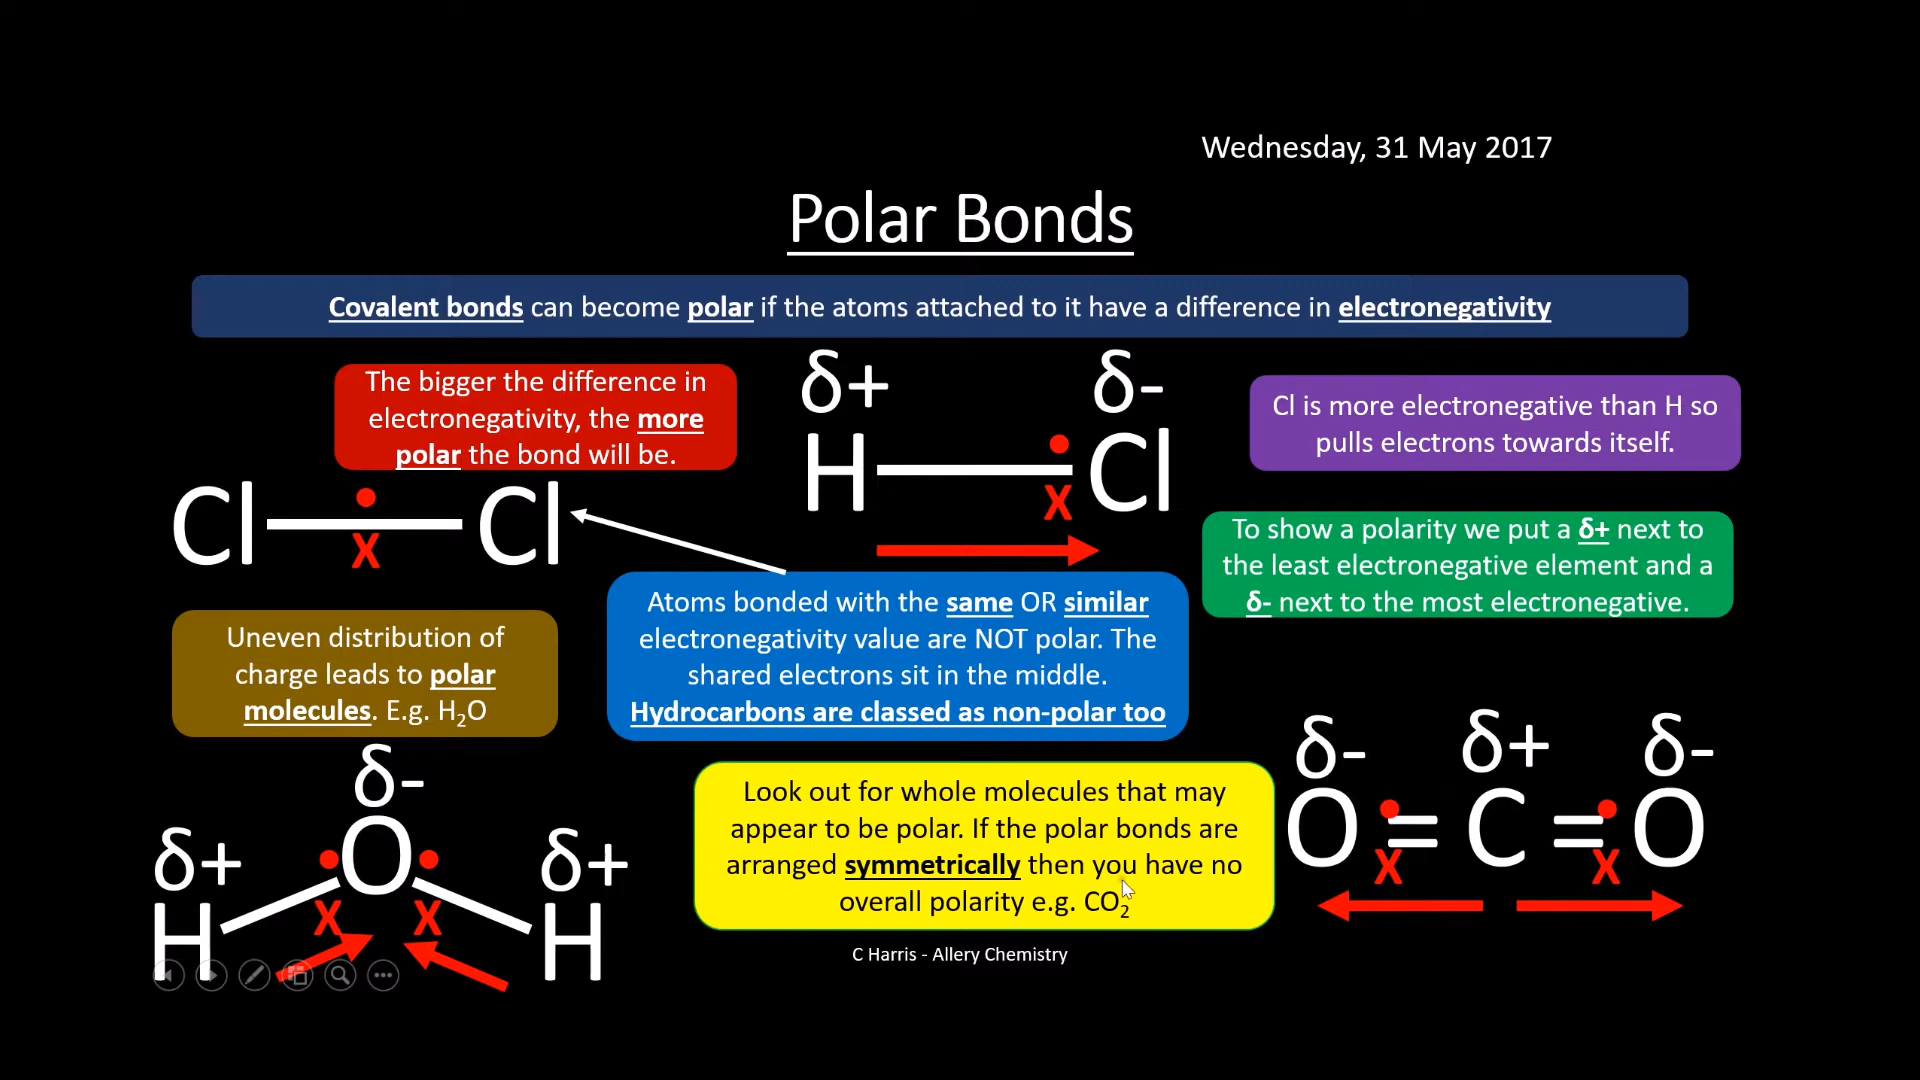 Wednesday, 31 May 2017
Polar Bonds
Covalent bonds can become polar if the atoms attached to it have a difference in electronegativity
The bigger the difference in
electronegativity, the more
polar the bond will be.
δ+ δ-
H Cl
X
Cl is more electronegative than H so
pulls electrons towards itself.
Cl Cl
X
To show a polarity we put a δ+ next to
the least electronegative element and a
δ- next to the most electronegative.
Atoms bonded with the same OR similar
electronegativity value are NOT polar. The
shared electrons sit in the middle.
Hydrocarbons are classed as non-polar too
Uneven distribution of
charge leads to polar
molecules. E.g. H₂O
δ-
δ+ O δ+
H X X H
Look out for whole molecules that may
appear to be polar. If the polar bonds are
arranged symmetrically then you have no
overall polarity e.g. CO₂
δ- δ+ δ-
O = C = O
X X
C Harris - Allery Chemistry